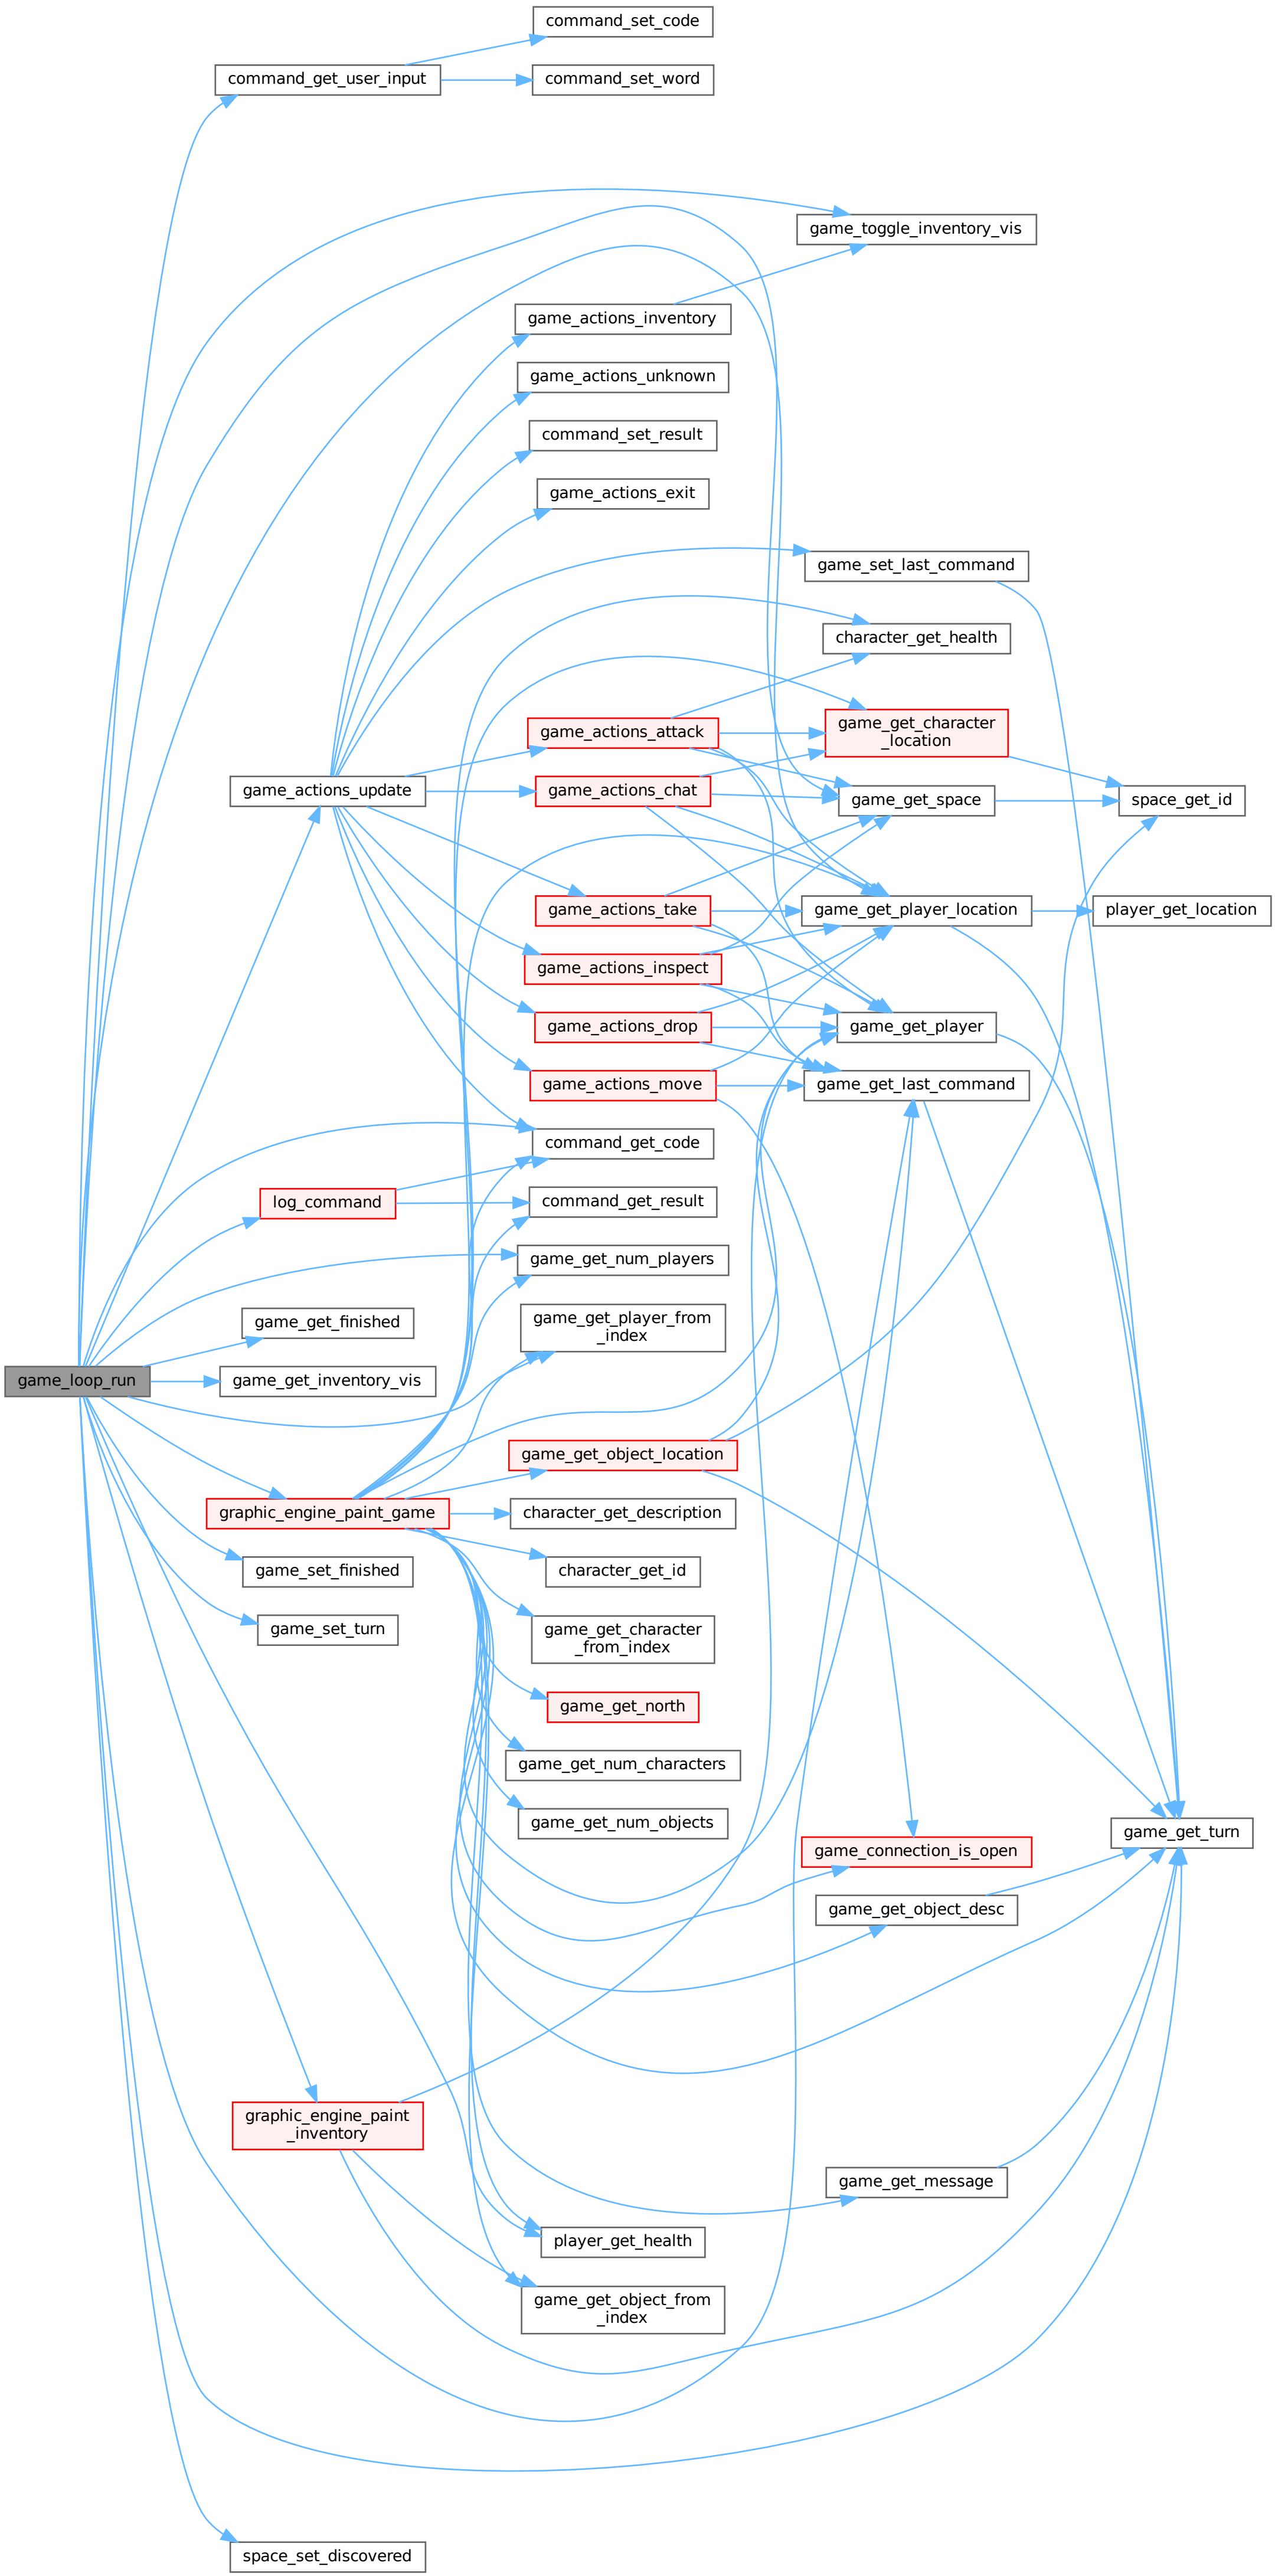 command_set_code
command_get_user_input
command_set_word
game_toggle_inventory_vis
game_actions_inventory
game_actions_unknown
command_set_result
game_actions_exit
game_set_last_command
character_get_health
game_actions_attack
game_get_character
_location
game_actions_update
game_actions_chat
game_get_space
space_get_id
game_actions_take
game_get_player_location
player_get_location
game_actions_inspect
game_actions_drop
game_get_player
game_actions_move
game_get_last_command
command_get_code
log_command
command_get_result
game_get_num_players
game_get_finished
game_get_player_from
_index
game_loop_run
game_get_inventory_vis
game_get_object_location
graphic_engine_paint_game
character_get_description
game_set_finished
character_get_id
game_set_turn
game_get_character
_from_index
game_get_north
game_get_num_characters
game_get_num_objects
game_get_turn
game_connection_is_open
game_get_object_desc
graphic_engine_paint
_inventory
game_get_message
player_get_health
game_get_object_from
_index
space_set_discovered